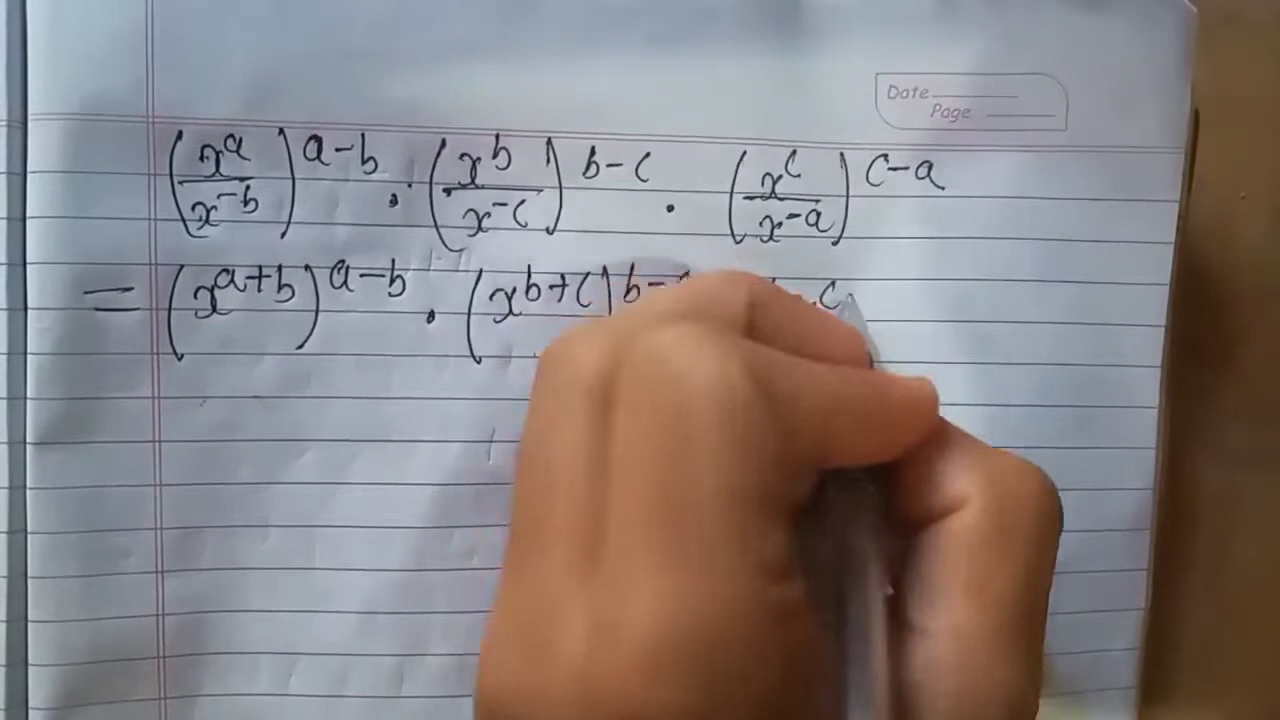 Date
Page
(x^a/x^-b)^a-b . (x^b/x^-c)^b-c . (x^c/x^-a)^c-a
= (x^a+b)^a-b . (x^b+c)^b- c